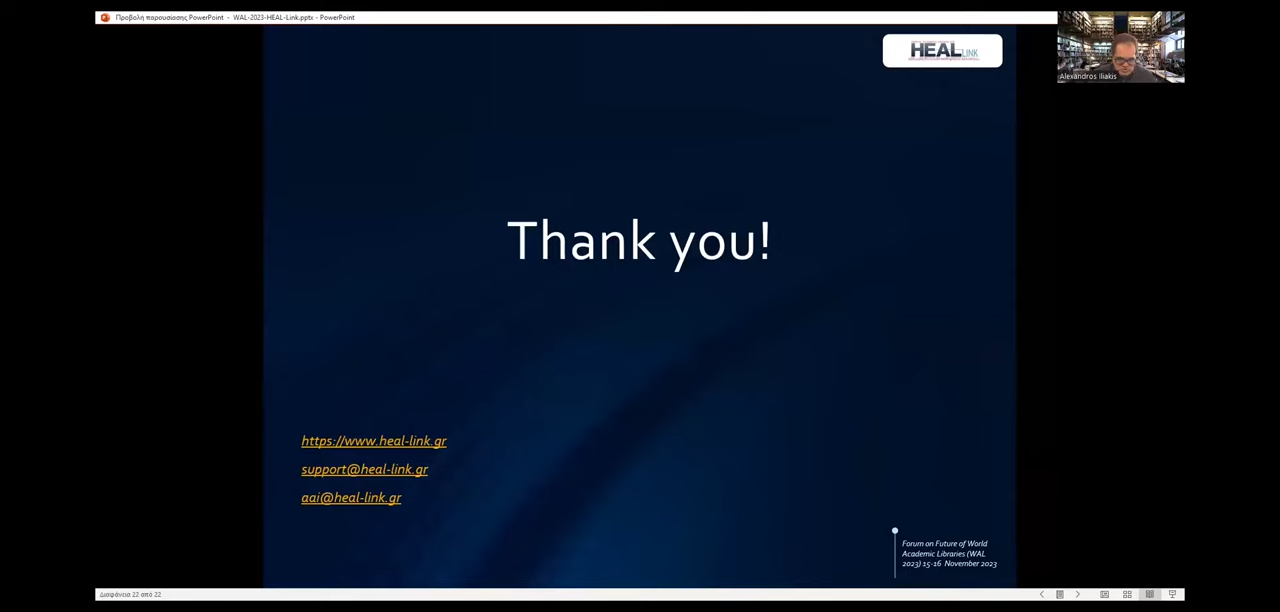 Προβολή παρουσίασης PowerPoint - WAL-2023-HEAL-Link.pptx - PowerPoint
HEAL LINK
Alexandros Iliakis
Thank you!
https://www.heal-link.gr
support@heal-link.gr
aai@heal-link.gr
Forum on Future of World
Academic Libraries (WAL
2023) 15-16 November 2023
Διαφάνεια 22 από 22